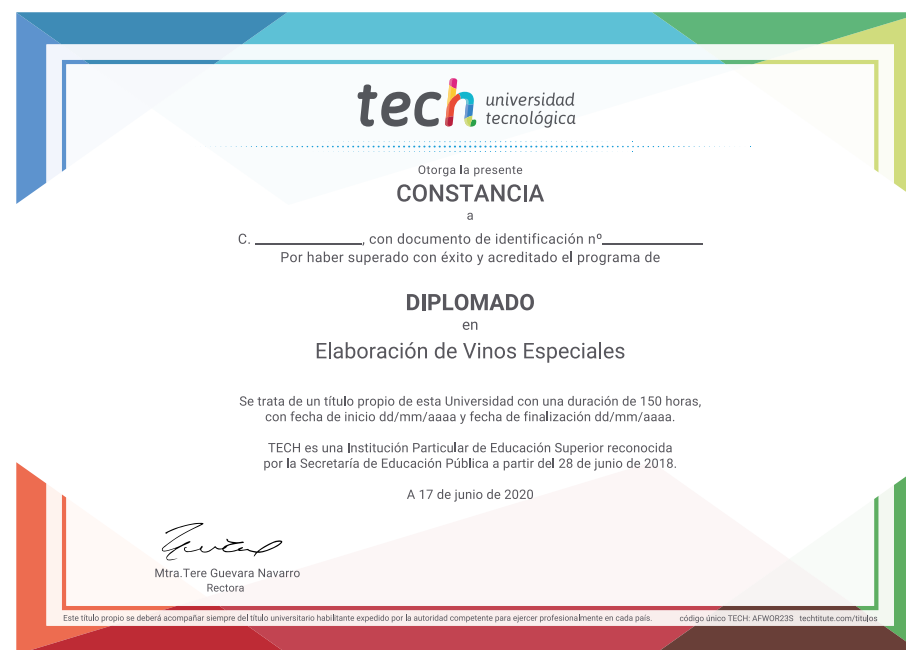 tech universidad
tecnológica
Otorga la presente
CONSTANCIA
a
C. ____________, con documento de identificación nº____________
Por haber superado con éxito y acreditado el programa de
DIPLOMADO
en
Elaboración de Vinos Especiales
Se trata de un título propio de esta Universidad con una duración de 150 horas,
con fecha de inicio dd/mm/aaaa y fecha de finalización dd/mm/aaaa.
TECH es una Institución Particular de Educación Superior reconocida
por la Secretaría de Educación Pública a partir del 28 de junio de 2018.
A 17 de junio de 2020
Mtra.Tere Guevara Navarro
Rectora
Este título propio se deberá acompañar siempre del título universitario habilitante expedido por la autoridad competente para ejercer profesionalmente en cada país. código único TECH: AFWOR23S techtitute.com/titulos